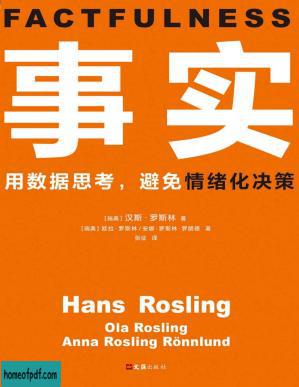 FACTFULNESS
事实
用数据思考，避免情绪化决策
［瑞典］汉斯·罗斯林 著
［瑞典］欧拉·罗斯林/安娜·罗斯林·罗朗德 著
张征 译
Hans Rosling
Ola Rosling
Anna Rosling Rönnlund
homeofpdf.com
文匯出版社